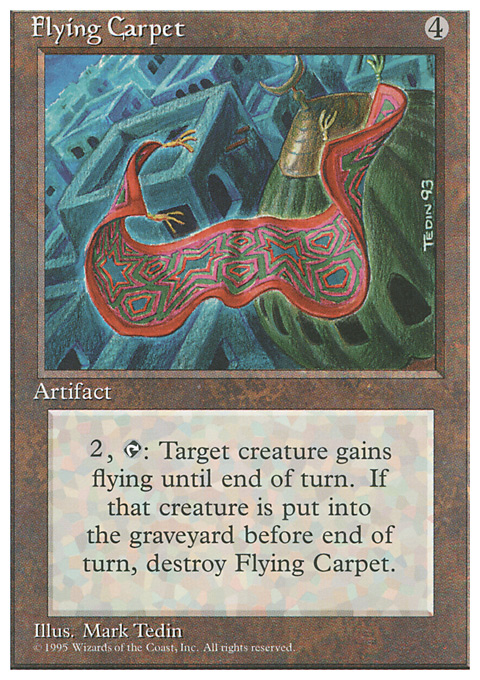 Flying Carpet
4
TEDIN 93
Artifact
2, : Target creature gains
flying until end of turn. If
that creature is put into
the graveyard before end of
turn, destroy Flying Carpet.
Illus. Mark Tedin
© 1995 Wizards of the Coast, Inc. All rights reserved.